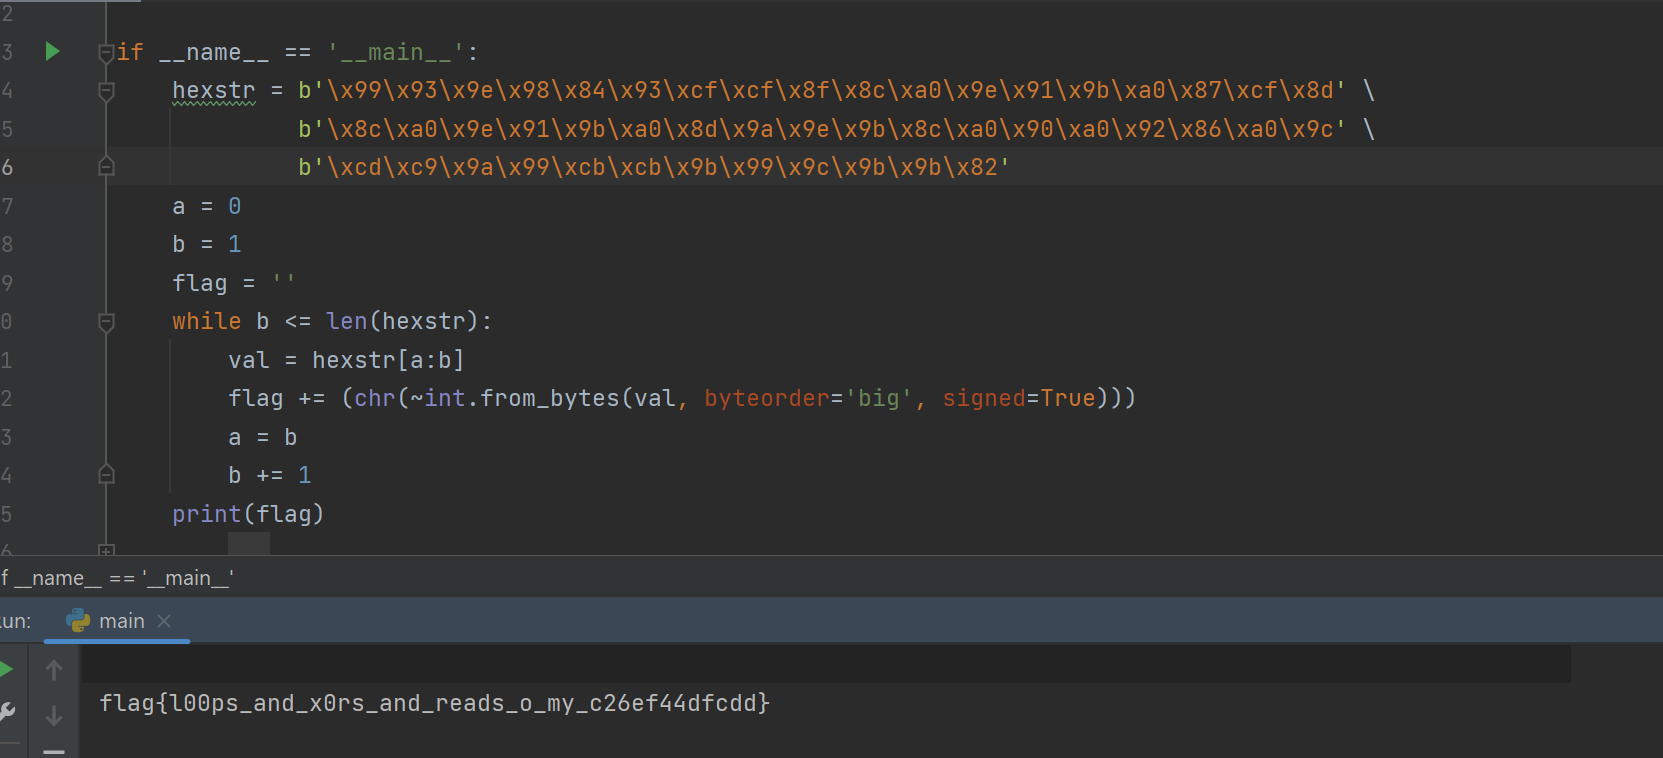 2
3 if __name__ == '__main__':
4 hexstr = b'\x99\x93\x9e\x98\x84\x93\xcf\xcf\x8f\x8c\xa0\x9e\x91\x9b\xa0\x87\xcf\x8d' \
5 b'\x8c\xa0\x9e\x91\x9b\xa0\x8d\x9a\x9e\x9b\x8c\xa0\x90\xa0\x92\x86\xa0\x9c' \
6 b'\xcd\xc9\x9a\x99\xcb\xcb\x9b\x99\x9c\x9b\x9b\x82'
7 a = 0
8 b = 1
9 flag = ''
0 while b <= len(hexstr):
1 val = hexstr[a:b]
2 flag += (chr(~int.from_bytes(val, byteorder='big', signed=True)))
3 a = b
4 b += 1
5 print(flag)
6
f __name__ == '__main__'
un: main
flag{l00ps_and_x0rs_and_reads_o_my_c26ef44dfcdd}